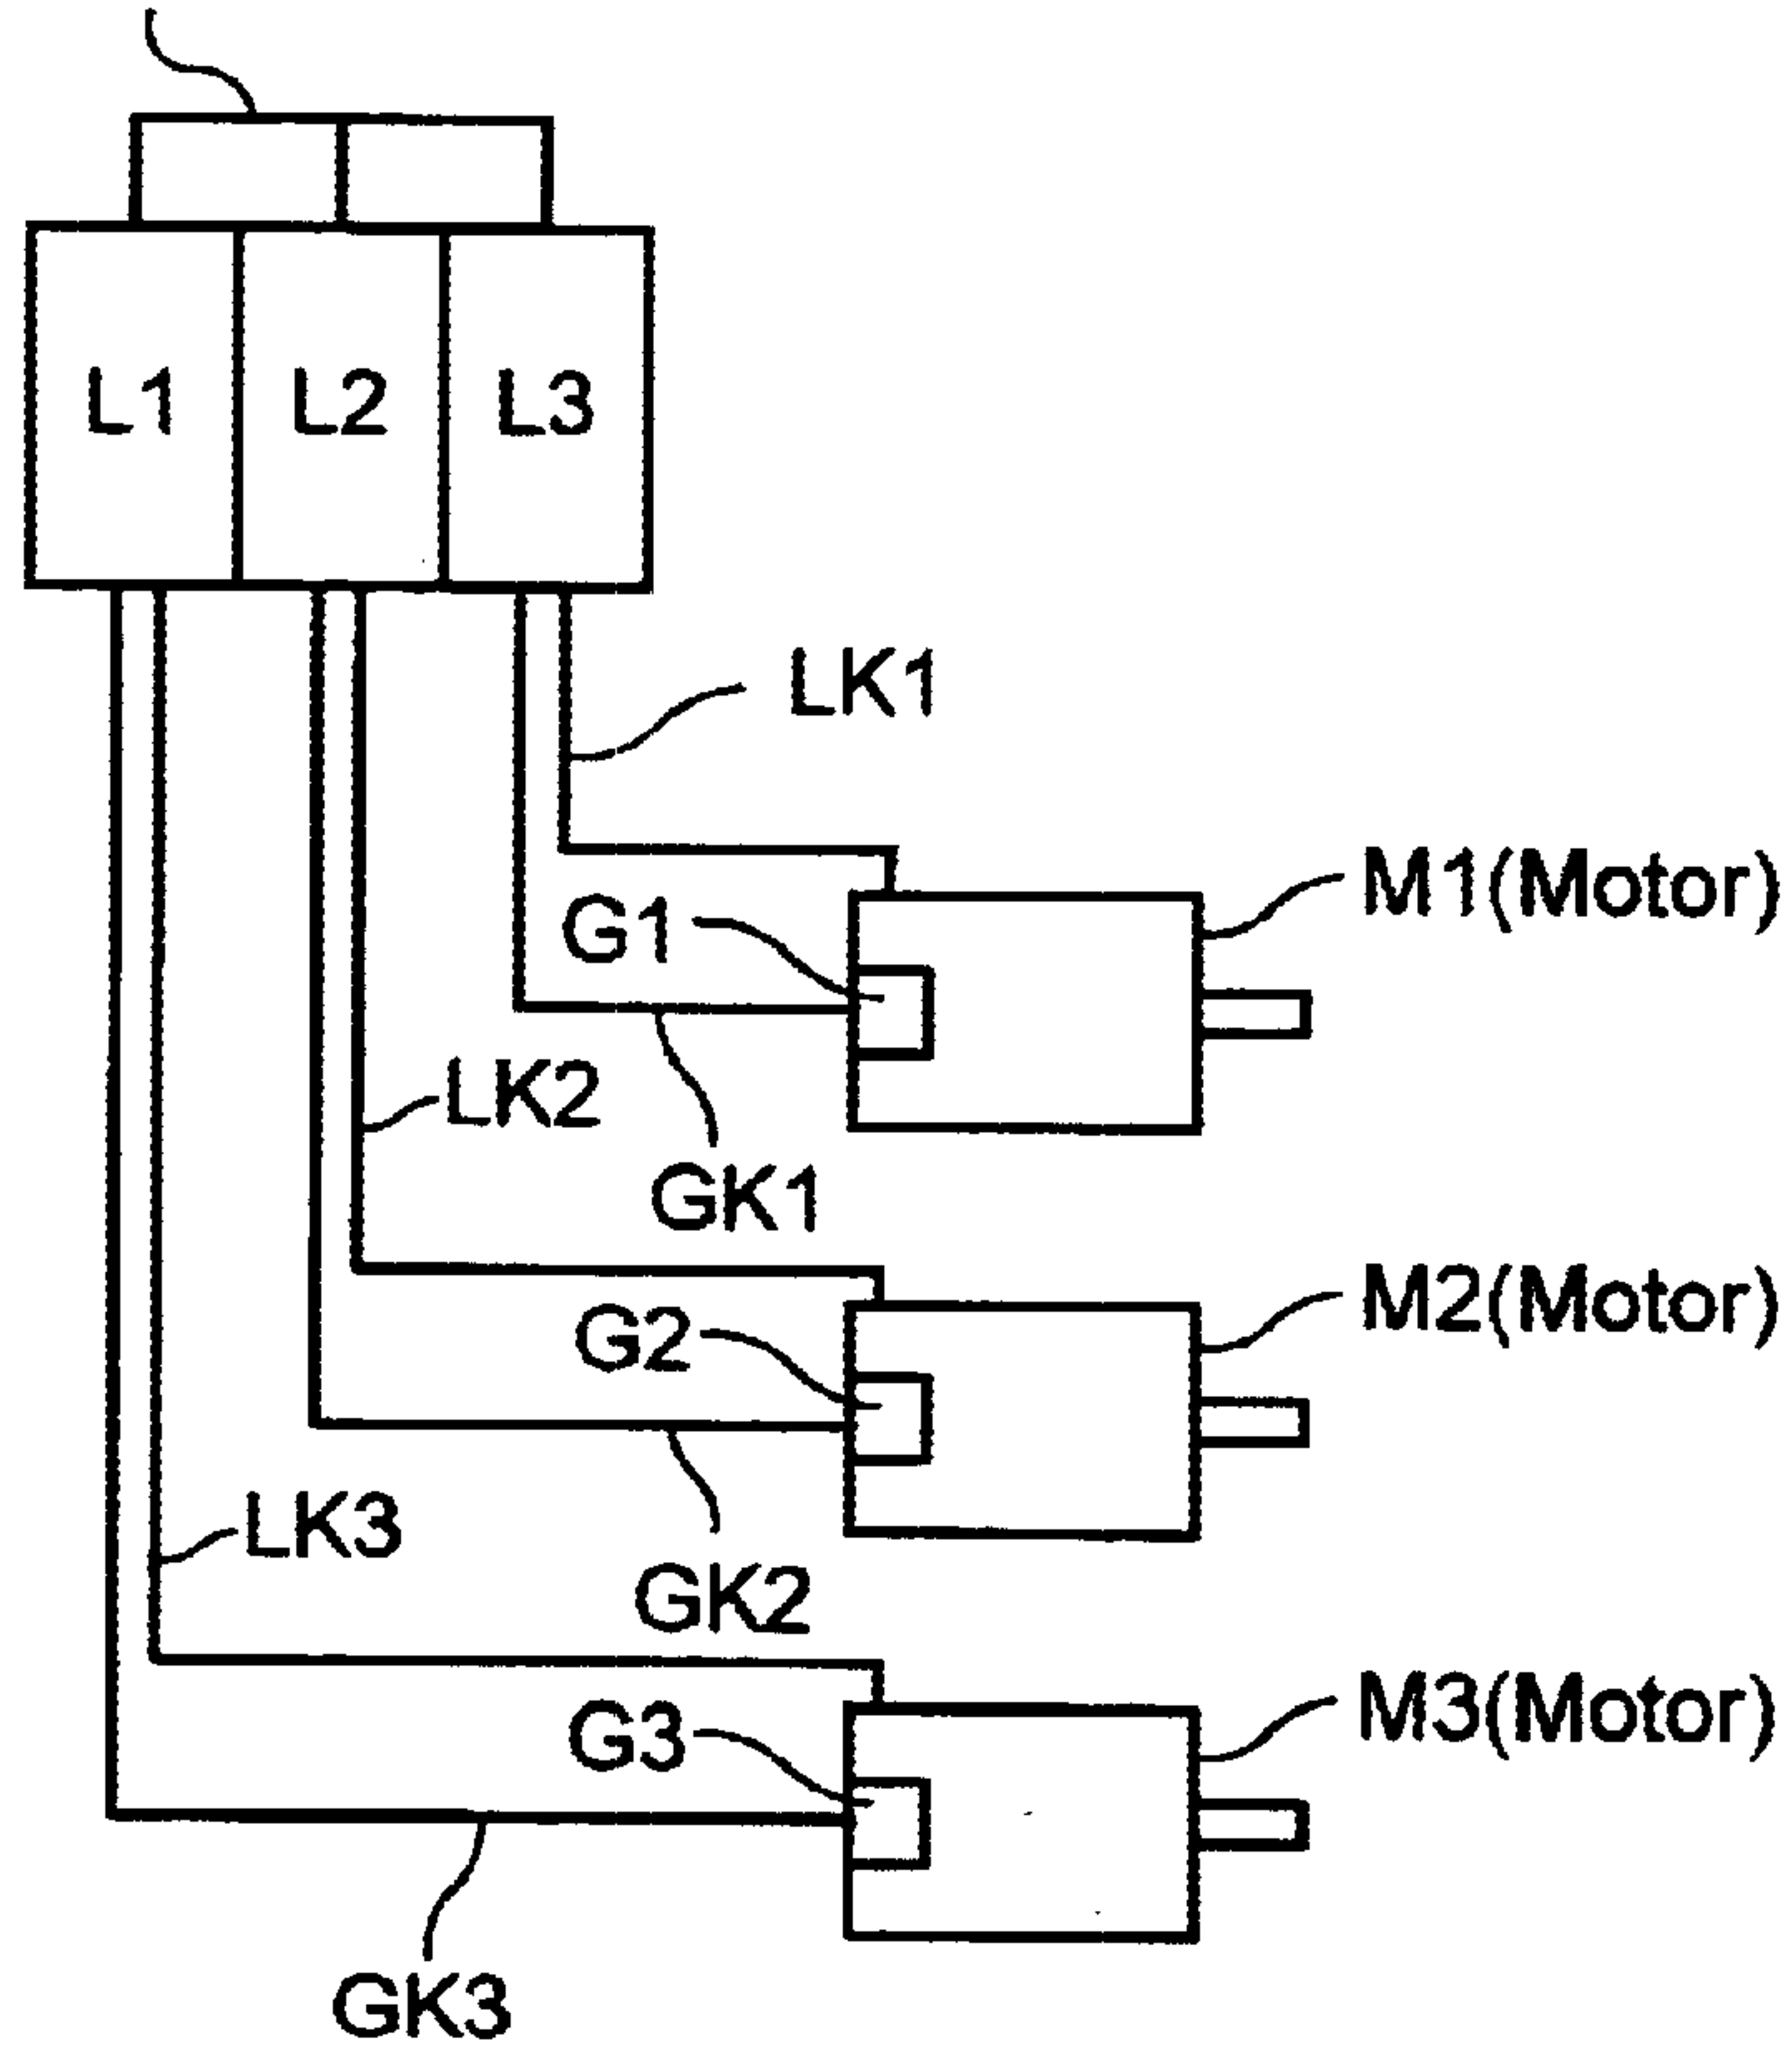 L1 L2 L3
LK1
M1(Motor)
G1
LK2
GK1
M2(Motor)
G2
LK3
GK2
M3(Motor)
G3
GK3